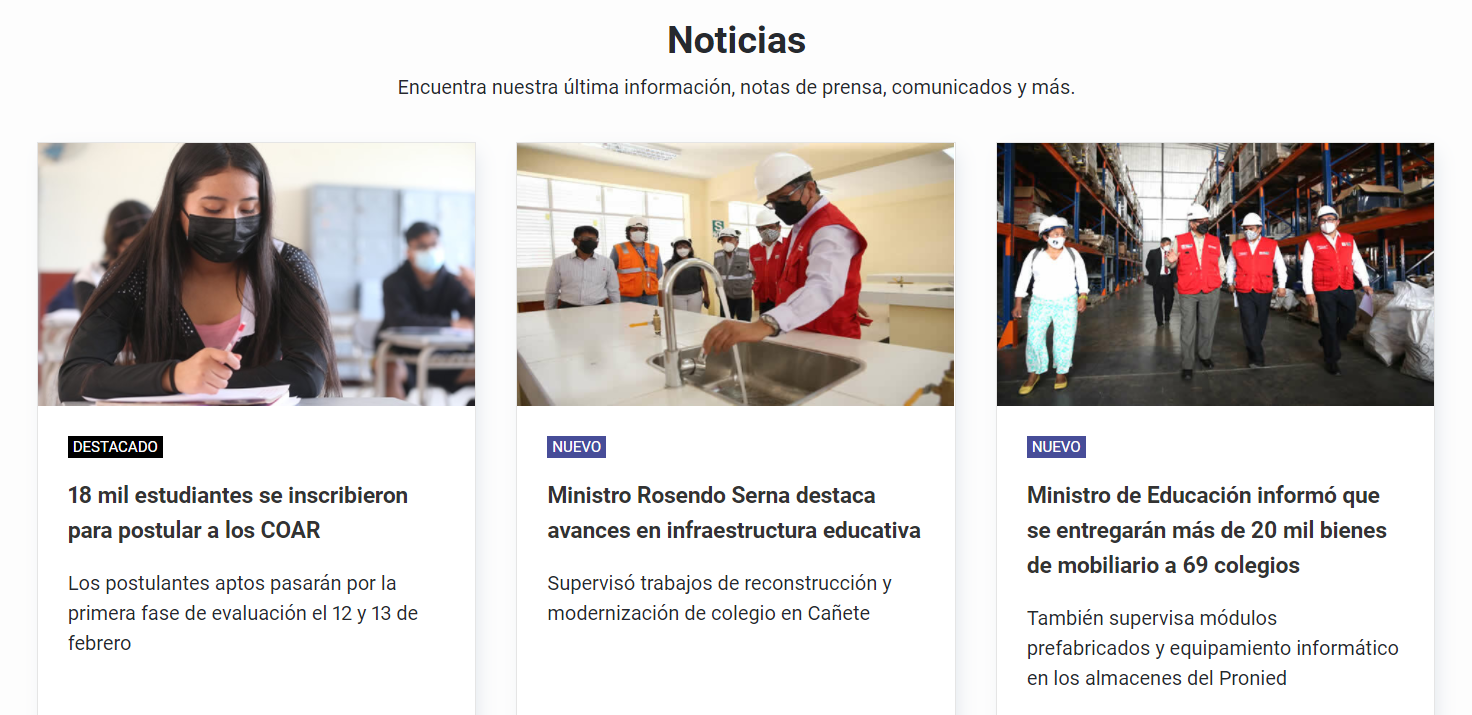 Noticias
Encuentra nuestra última información, notas de prensa, comunicados y más.
DESTACADO
18 mil estudiantes se inscribieron
para postular a los COAR
Los postulantes aptos pasarán por la
primera fase de evaluación el 12 y 13 de
febrero
NUEVO
Ministro Rosendo Serna destaca
avances en infraestructura educativa
Supervisó trabajos de reconstrucción y
modernización de colegio en Cañete
NUEVO
Ministro de Educación informó que
se entregarán más de 20 mil bienes
de mobiliario a 69 colegios
También supervisa módulos
prefabricados y equipamiento informático
en los almacenes del Pronied